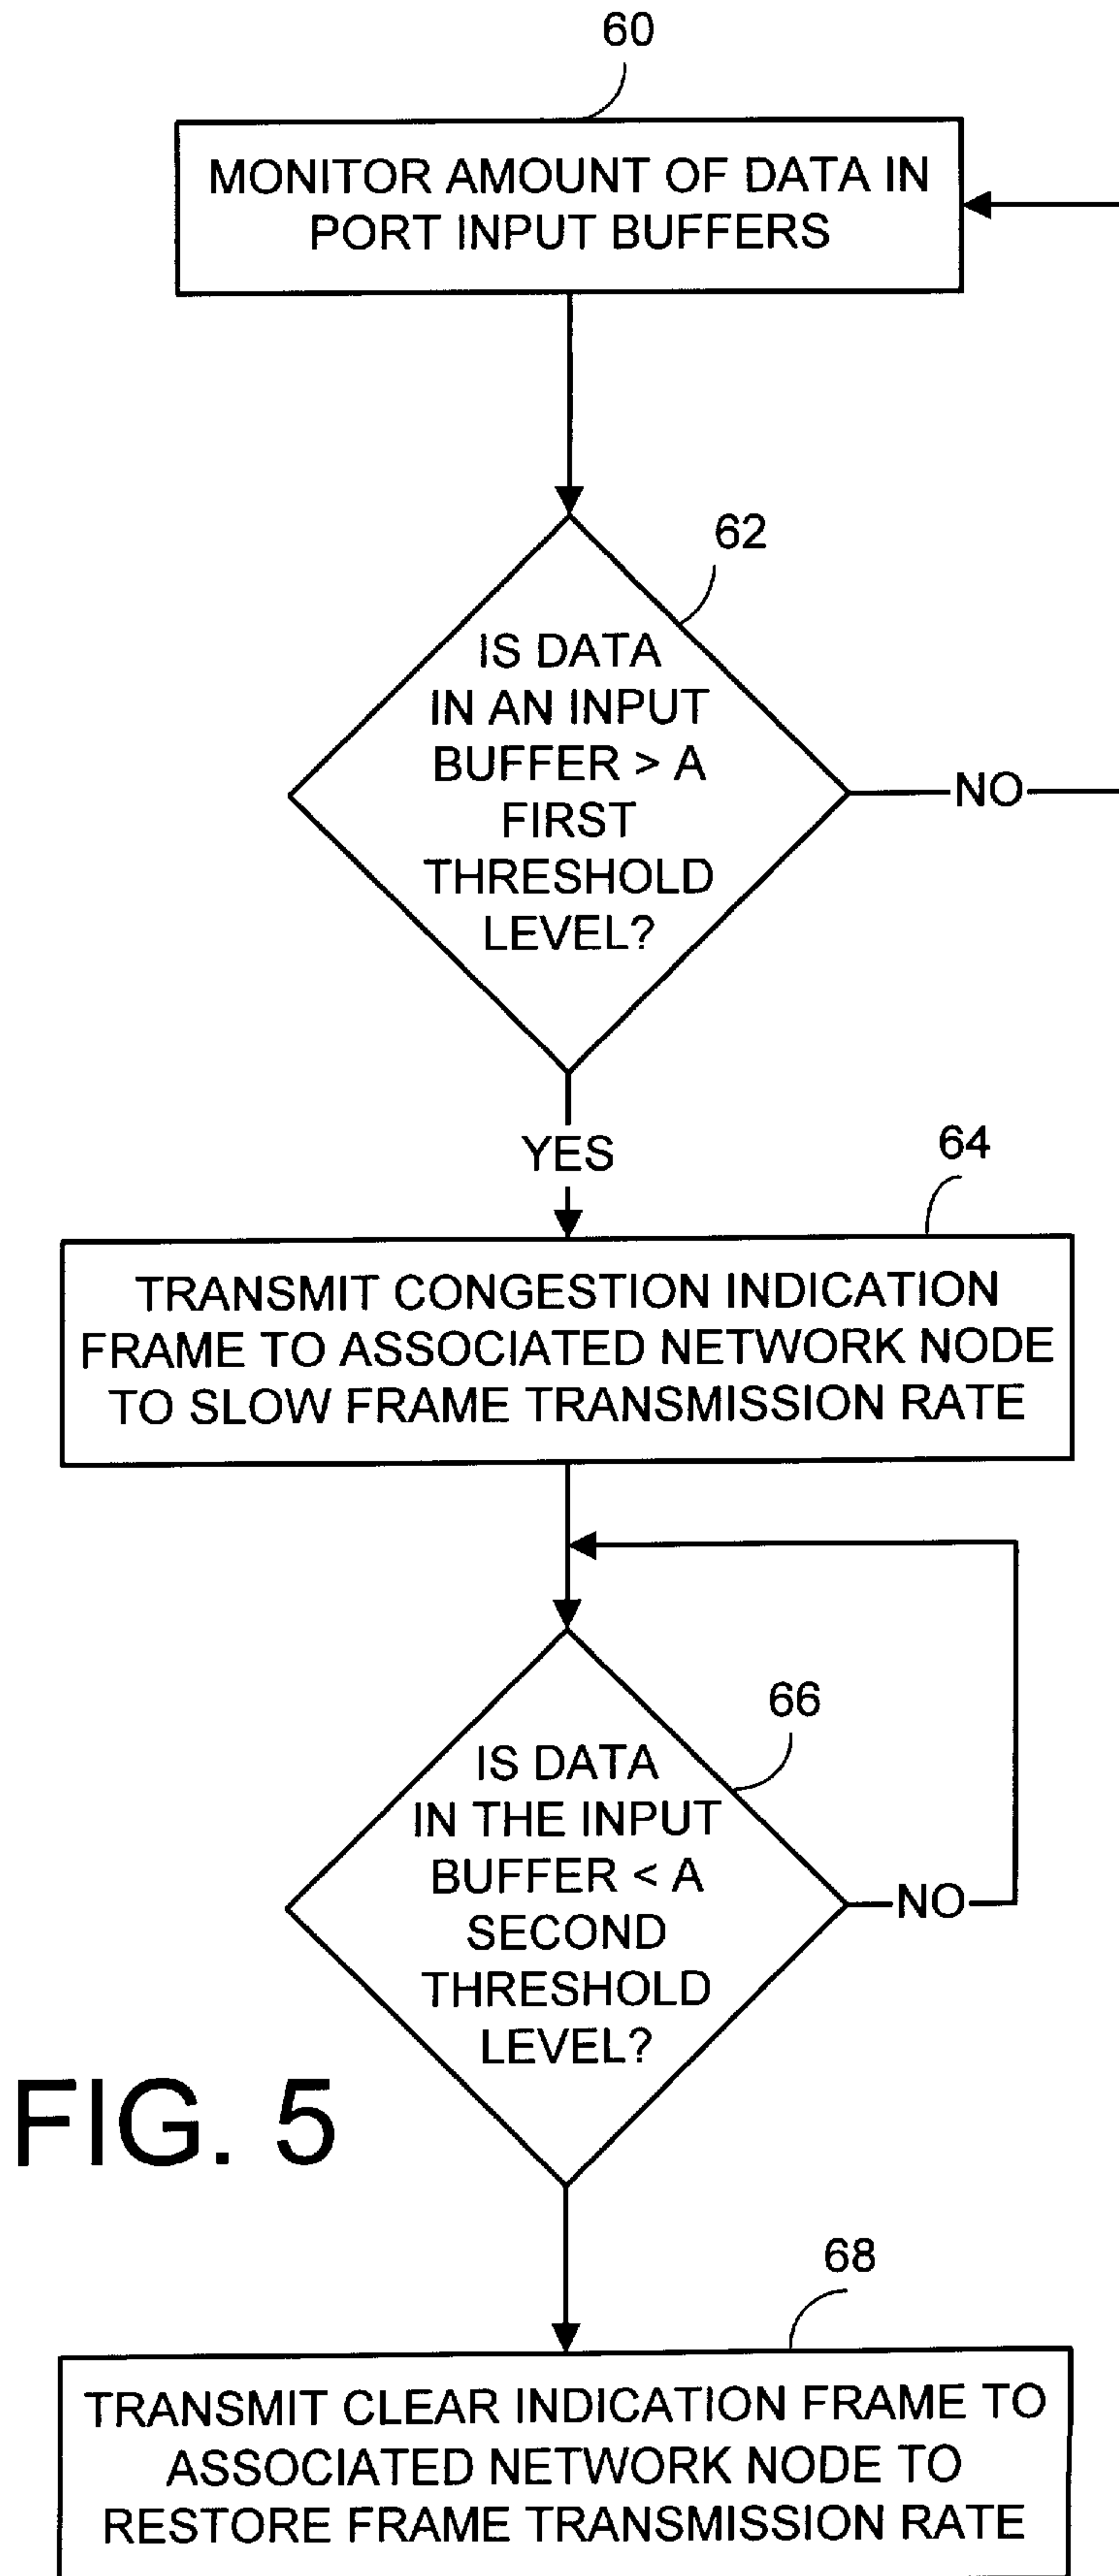 60
MONITOR AMOUNT OF DATA IN
PORT INPUT BUFFERS
62
IS DATA
IN AN INPUT
BUFFER > A
FIRST
THRESHOLD
LEVEL?
NO
YES
64
TRANSMIT CONGESTION INDICATION
FRAME TO ASSOCIATED NETWORK NODE
TO SLOW FRAME TRANSMISSION RATE
66
IS DATA
IN THE INPUT
BUFFER < A
SECOND
THRESHOLD
LEVEL?
NO
FIG. 5
68
TRANSMIT CLEAR INDICATION FRAME TO
ASSOCIATED NETWORK NODE TO
RESTORE FRAME TRANSMISSION RATE